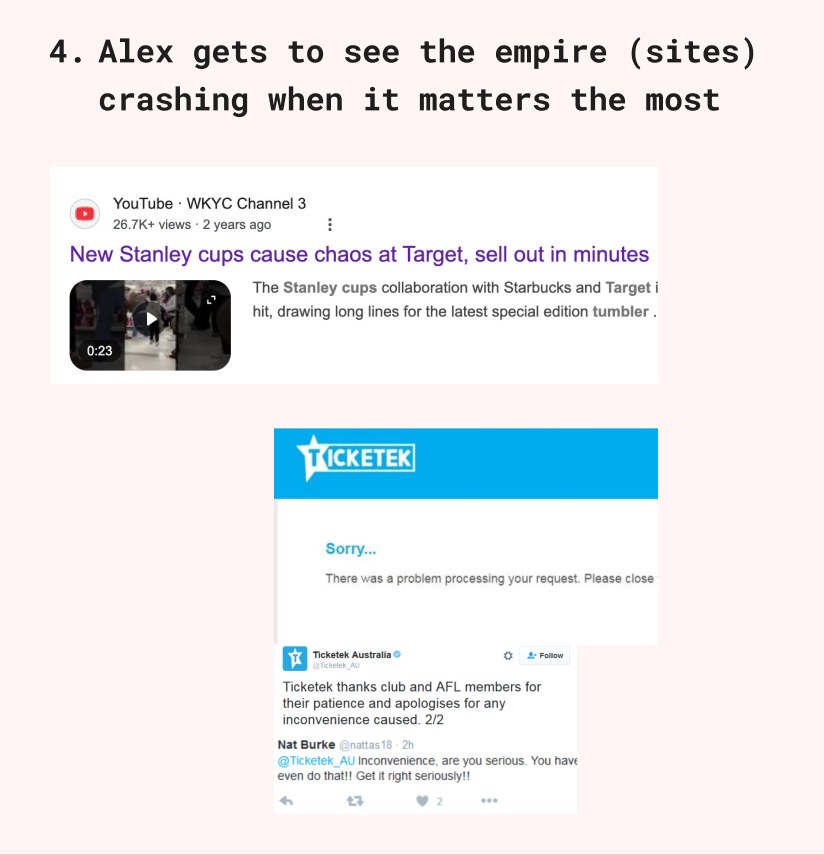 4. Alex gets to see the empire (sites)
crashing when it matters the most
YouTube · WKYC Channel 3
26.7K+ views · 2 years ago
New Stanley cups cause chaos at Target, sell out in minutes
The Stanley cups collaboration with Starbucks and Target i
hit, drawing long lines for the latest special edition tumbler .
0:23
TICKETEK
Sorry...
There was a problem processing your request. Please close
Ticketek Australia
@Ticketek_AU
Follow
Ticketek thanks club and AFL members for
their patience and apologises for any
inconvenience caused. 2/2
Nat Burke @nattas18 · 2h
@Ticketek_AU Inconvenience, are you serious. You have
even do that!! Get it right seriously!!
2